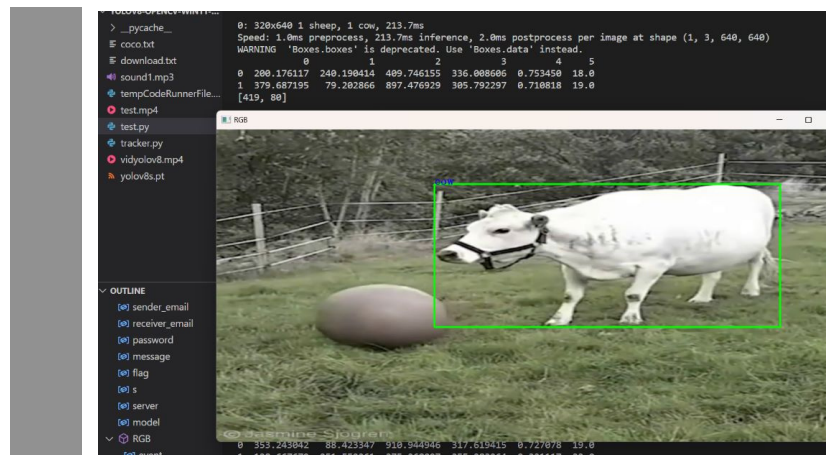 YOLOV8-OPENCV-WIN11-...
__pycache__
coco.txt
download.txt
sound1.mp3
tempCodeRunnerFile....
test.mp4
test.py
tracker.py
vidyolov8.mp4
yolov8s.pt
OUTLINE
sender_email
receiver_email
password
message
flag
s
server
model
RGB
event
0: 320x640 1 sheep, 1 cow, 213.7ms
Speed: 1.0ms preprocess, 213.7ms inference, 2.0ms postprocess per image at shape (1, 3, 640, 640)
WARNING 'Boxes.boxes' is deprecated. Use 'Boxes.data' instead.
0 1 2 3 4 5
0 200.176117 240.190414 409.746155 336.008606 0.753450 18.0
1 379.687195 79.202866 897.476929 305.792297 0.710818 19.0
[419, 80]
RGB
cow
© Jasmine Sjögren
0 353.243042 88.423347 910.944946 317.619415 0.727078 19.0